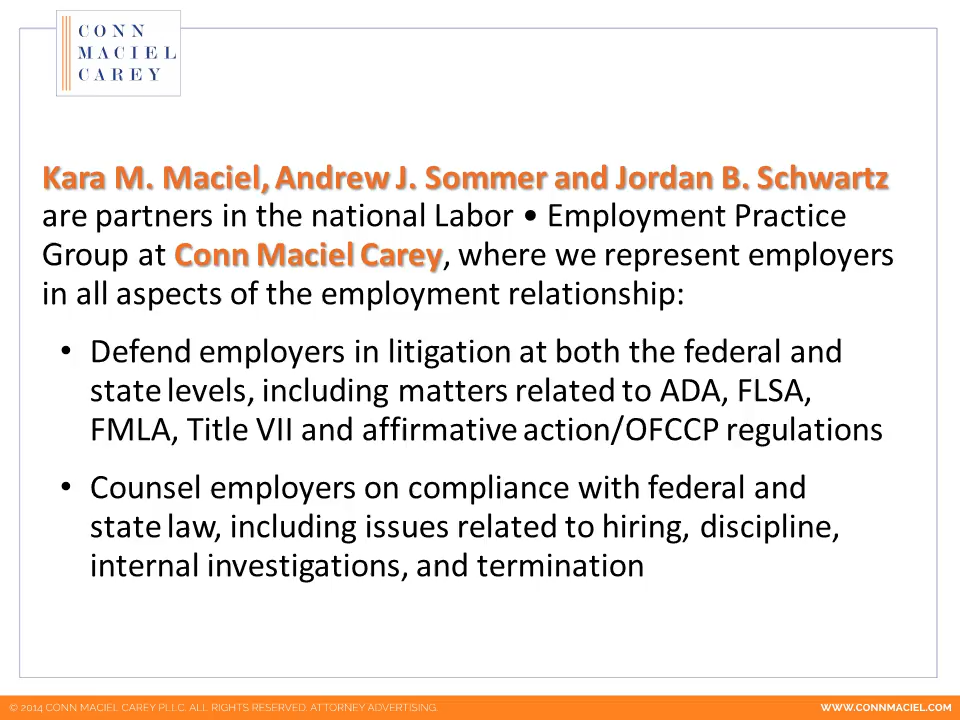 CONN
MACIEL
CAREY
Kara M. Maciel, Andrew J. Sommer and Jordan B. Schwartz
are partners in the national Labor • Employment Practice
Group at Conn Maciel Carey, where we represent employers
in all aspects of the employment relationship:
• Defend employers in litigation at both the federal and
state levels, including matters related to ADA, FLSA,
FMLA, Title VII and affirmative action/OFCCP regulations
• Counsel employers on compliance with federal and
state law, including issues related to hiring, discipline,
internal investigations, and termination
© 2014 CONN MACIEL CAREY PLLC. ALL RIGHTS RESERVED. ATTORNEY ADVERTISING.
WWW.CONNMACIEL.COM